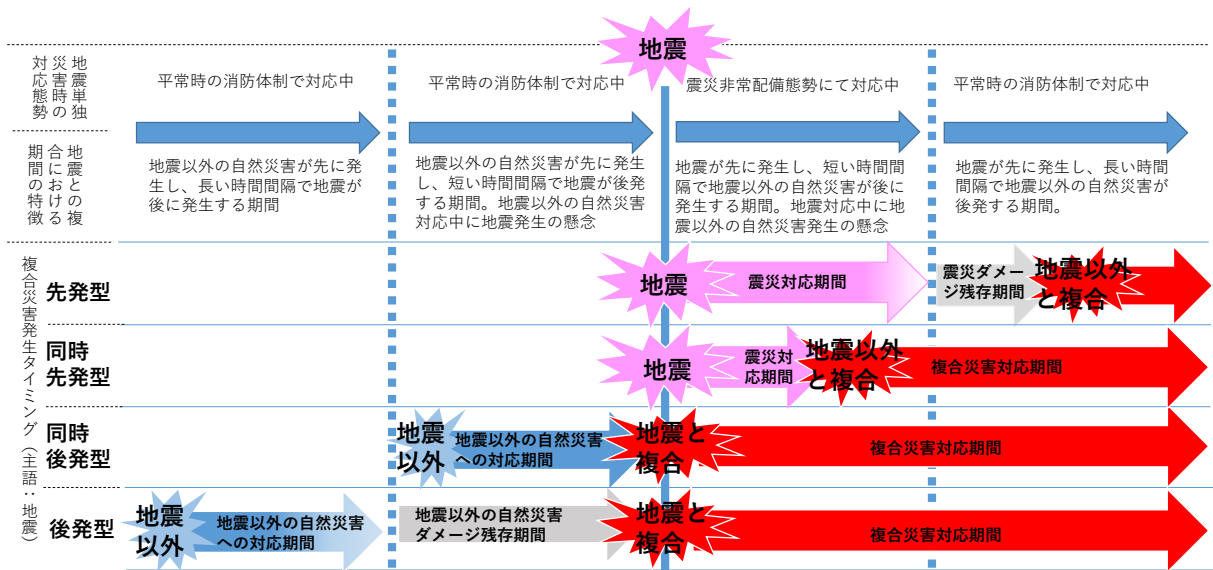 地震
地震単独
災害時の
対応態勢
平常時の消防体制で対応中
平常時の消防体制で対応中
震災非常配備態勢にて対応中
平常時の消防体制で対応中
地震との複
合における
期間の特徴
地震以外の自然災害が先に発
生し、長い時間間隔で地震が
後に発生する期間
地震以外の自然災害が先に発生
し、短い時間間隔で地震が後発
する期間。地震以外の自然災害
対応中に地震発生の懸念
地震が先に発生し、短い時間間
隔で地震以外の自然災害が後に
発生する期間。地震対応中に地
震以外の自然災害発生の懸念
地震が先に発生し、長い時間
間隔で地震以外の自然災害が
後発する期間。
複合災害発生タイミング（主語：地震）
先発型
地震
震災対応期間
震災ダメー
ジ残存期間
地震以外
と複合
同時
先発型
地震
震災対
応期間
地震以外
と複合
複合災害対応期間
同時
後発型
地震
以外
地震以外の自然災害
への対応期間
地震と
複合
複合災害対応期間
後発型
地震
以外
地震以外の自然災害
への対応期間
地震以外の自然災害
ダメージ残存期間
地震と
複合
複合災害対応期間